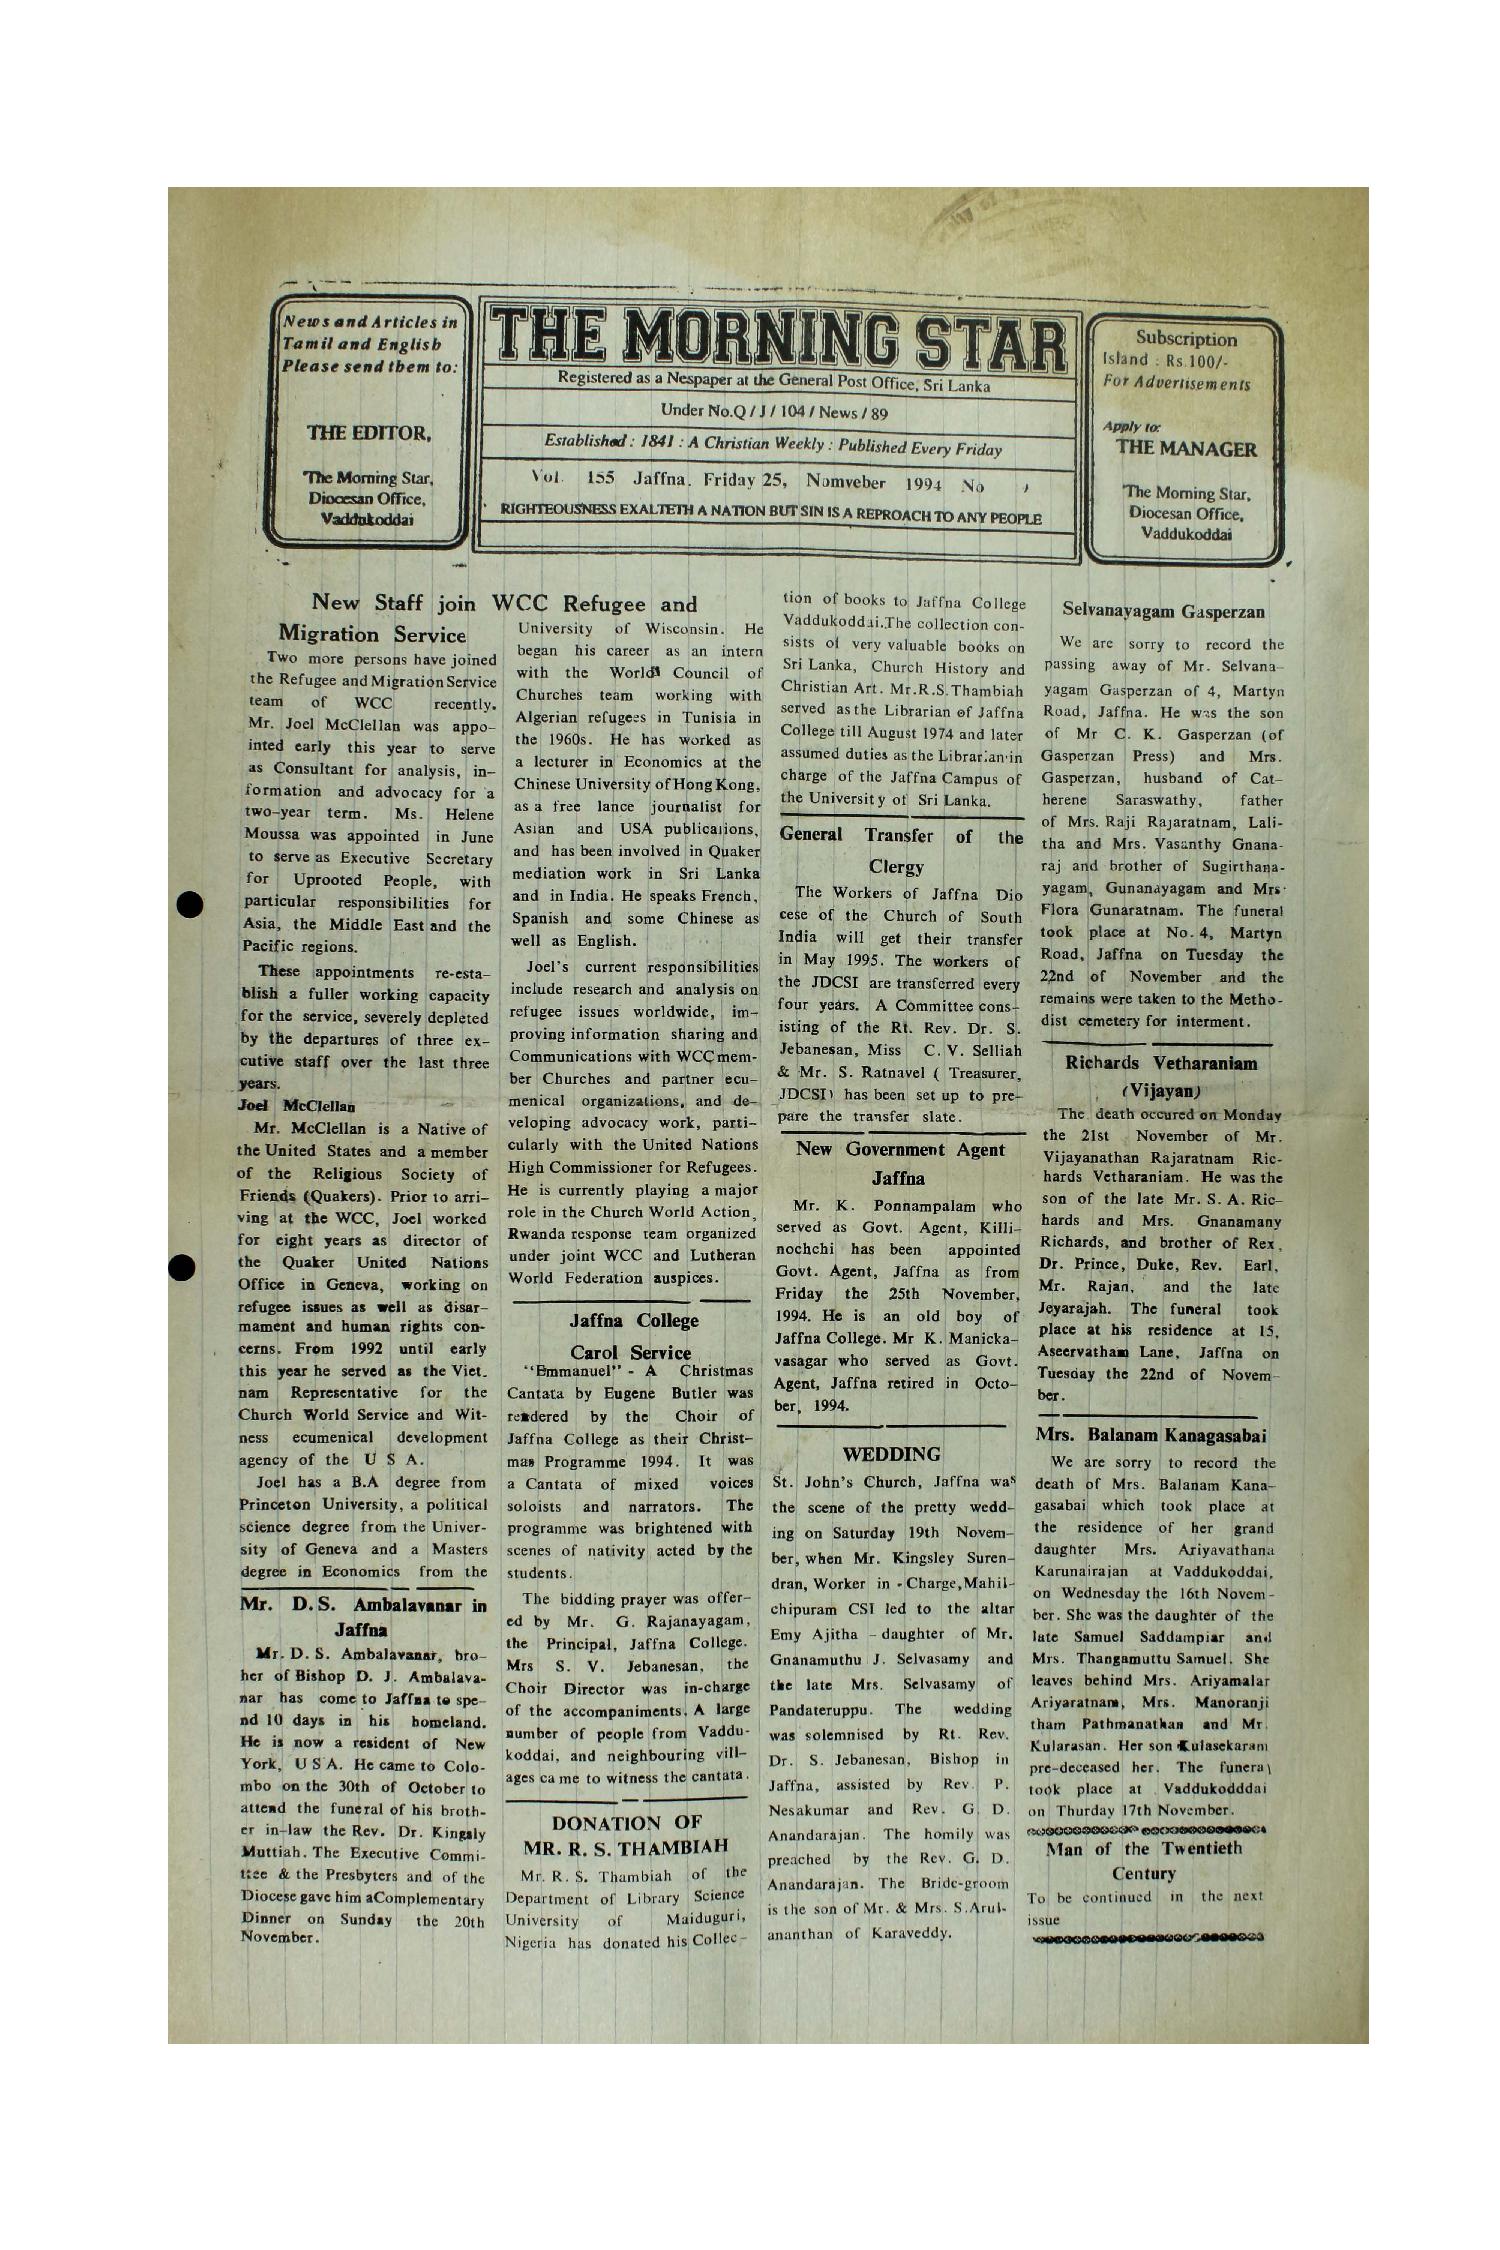 News and Articles in
Tamil and English
Please send them to:
THE EDITOR,
The Morning Star,
Diocesan Office,
Vaddukoddai
THE MORNING STAR
Registered as a Nespaper at the General Post Office, Sri Lanka
Under No.Q / J / 104 / News / 89
Established : 1841 : A Christian Weekly : Published Every Friday
Vol. 155 Jaffna. Friday 25, Nomveber 1994 No
RIGHTEOUSNESS EXALTETH A NATION BUT SIN IS A REPROACH TO ANY PEOPLE
Subscription
Island : Rs. 100/-
For Advertisements
Apply to:
THE MANAGER
The Morning Star,
Diocesan Office,
Vaddukoddai
New Staff join WCC Refugee and
Migration Service
Two more persons have joined
the Refugee and Migration Service
team of WCC recently.
Mr. Joel McClellan was appo-
inted early this year to serve
as Consultant for analysis, in-
formation and advocacy for a
two-year term. Ms. Helene
Moussa was appointed in June
to serve as Executive Secretary
for Uprooted People, with
particular responsibilities for
Asia, the Middle East and the
Pacific regions.
These appointments re-esta-
blish a fuller working capacity
for the service, severely depleted
by the departures of three ex-
cutive staff over the last three
years.
Joel McClellan
Mr. McClellan is a Native of
the United States and a member
of the Religious Society of
Friends (Quakers). Prior to arri-
ving at the WCC, Joel worked
for eight years as director of
the Quaker United Nations
Office in Geneva, working on
refugee issues as well as disar-
mament and human rights con-
cerns. From 1992 until early
this year he served as the Viet.
nam Representative for the
Church World Service and Wit-
ness ecumenical development
agency of the U S A.
Joel has a B.A degree from
Princeton University, a political
science degree from the Univer-
sity of Geneva and a Masters
degree in Economics from the
University of Wisconsin. He
began his career as an intern
with the World Council of
Churches team working with
Algerian refugees in Tunisia in
the 1960s. He has worked as
a lecturer in Economics at the
Chinese University of Hong Kong,
as a free lance journalist for
Asian and USA publications,
and has been involved in Quaker
mediation work in Sri Lanka
and in India. He speaks French,
Spanish and some Chinese as
well as English.
Joel's current responsibilities
include research and analysis on
refugee issues worldwide, im-
proving information sharing and
Communications with WCC mem-
ber Churches and partner ecu-
menical organizations, and de-
veloping advocacy work, parti-
cularly with the United Nations
High Commissioner for Refugees.
He is currently playing a major
role in the Church World Action,
Rwanda response team organized
under joint WCC and Lutheran
World Federation auspices.
Mr. D. S. Ambalavanar in
Jaffna
Mr. D. S. Ambalavanar, bro-
her of Bishop D. J. Ambalava-
nar has come to Jaffna to spe-
nd 10 days in his homeland.
He is now a resident of New
York, U S A. He came to Colo-
mbo on the 30th of October to
attend the funeral of his broth-
er in-law the Rev. Dr. Kingsly
Muttiah. The Executive Commi-
ttee & the Presbyters and of the
Diocese gave him aComplementary
Dinner on Sunday the 20th
November.
Jaffna College
Carol Service
"Emmanuel" - A Christmas
Cantata by Eugene Butler was
rendered by the Choir of
Jaffna College as their Christ-
mas Programme 1994. It was
a Cantata of mixed voices
soloists and narrators. The
programme was brightened with
scenes of nativity acted by the
students.
The bidding prayer was offer-
ed by Mr. G. Rajanayagam,
the Principal, Jaffna College.
Mrs S. V. Jebanesan, the
Choir Director was in-charge
of the accompaniments. A large
number of people from Vaddu-
koddai, and neighbouring vill-
ages came to witness the cantata.
DONATION OF
MR. R. S. THAMBIAH
Mr. R. S. Thambiah of the
Department of Library Science
University of Maiduguri,
Nigeria has donated his Collec-
tion of books to Jaffna College
Vaddukoddai.The collection con-
sists of very valuable books on
Sri Lanka, Church History and
Christian Art. Mr.R.S.Thambiah
served as the Librarian of Jaffna
College till August 1974 and later
assumed duties as the Librarian in
charge of the Jaffna Campus of
the University of Sri Lanka.
General Transfer of the
Clergy
The Workers of Jaffna Dio
cese of the Church of South
India will get their transfer
in May 1995. The workers of
the JDCSI are transferred every
four years. A Committee cons-
isting of the Rt. Rev. Dr. S.
Jebanesan, Miss C. V. Selliah
& Mr. S. Ratnavel ( Treasurer,
JDCSI) has been set up to pre-
pare the transfer slate.
New Government Agent
Jaffna
Mr. K. Ponnampalam who
served as Govt. Agent, Killi-
nochchi has been appointed
Govt. Agent, Jaffna as from
Friday the 25th November,
1994. He is an old boy of
Jaffna College. Mr K. Manicka-
vasagar who served as Govt.
Agent, Jaffna retired in Octo-
ber, 1994.
WEDDING
St. John's Church, Jaffna was
the scene of the pretty wedd-
ing on Saturday 19th Novem-
ber, when Mr. Kingsley Suren-
dran, Worker in - Charge,Mahil-
chipuram CSI led to the altar
Emy Ajitha - daughter of Mr.
Gnanamuthu J. Selvasamy and
the late Mrs. Selvasamy of
Pandateruppu. The wedding
was solemnised by Rt. Rev.
Dr. S. Jebanesan, Bishop in
Jaffna, assisted by Rev. P.
Nesakumar and Rev. G. D.
Anandarajan. The homily was
preached by the Rev. G. D.
Anandarajan. The Bride-groom
is the son of Mr. & Mrs. S.Arul-
ananthan of Karaveddy.
Selvanayagam Gasperzan
We are sorry to record the
passing away of Mr. Selvana-
yagam Gasperzan of 4, Martyn
Road, Jaffna. He was the son
of Mr C. K. Gasperzan (of
Gasperzan Press) and Mrs.
Gasperzan, husband of Cat-
herene Saraswathy, father
of Mrs. Raji Rajaratnam, Lali-
tha and Mrs. Vasanthy Gnana-
raj and brother of Sugirthana-
yagam, Gunanayagam and Mrs.
Flora Gunaratnam. The funeral
took place at No. 4, Martyn
Road, Jaffna on Tuesday the
22nd of November and the
remains were taken to the Metho-
dist cemetery for interment.
Richards Vetharaniam
(Vijayan)
The death occured on Monday
the 21st November of Mr.
Vijayanathan Rajaratnam Ric-
hards Vetharaniam. He was the
son of the late Mr. S. A. Ric-
hards and Mrs. Gnanamany
Richards, and brother of Rex,
Dr. Prince, Duke, Rev. Earl,
Mr. Rajan, and the late
Jeyarajah. The funeral took
place at his residence at 15,
Aseervatham Lane, Jaffna on
Tuesday the 22nd of Novem-
ber.
Mrs. Balanam Kanagasabai
We are sorry to record the
death of Mrs. Balanam Kana-
gasabai which took place at
the residence of her grand
daughter Mrs. Ariyavathana
Karunairajan at Vaddukoddai,
on Wednesday the 16th Novem-
ber. She was the daughter of the
late Samuel Saddampiar and
Mrs. Thangamuttu Samuel. She
leaves behind Mrs. Ariyamalar
Ariyaratnam, Mrs. Manoranji
tham Pathmanathan and Mr.
Kularasan. Her son Kulasekaram
pre-deceased her. The funeral
took place at Vaddukodddai
on Thurday 17th November.
Man of the Twentieth
Century
To be continued in the next
issue